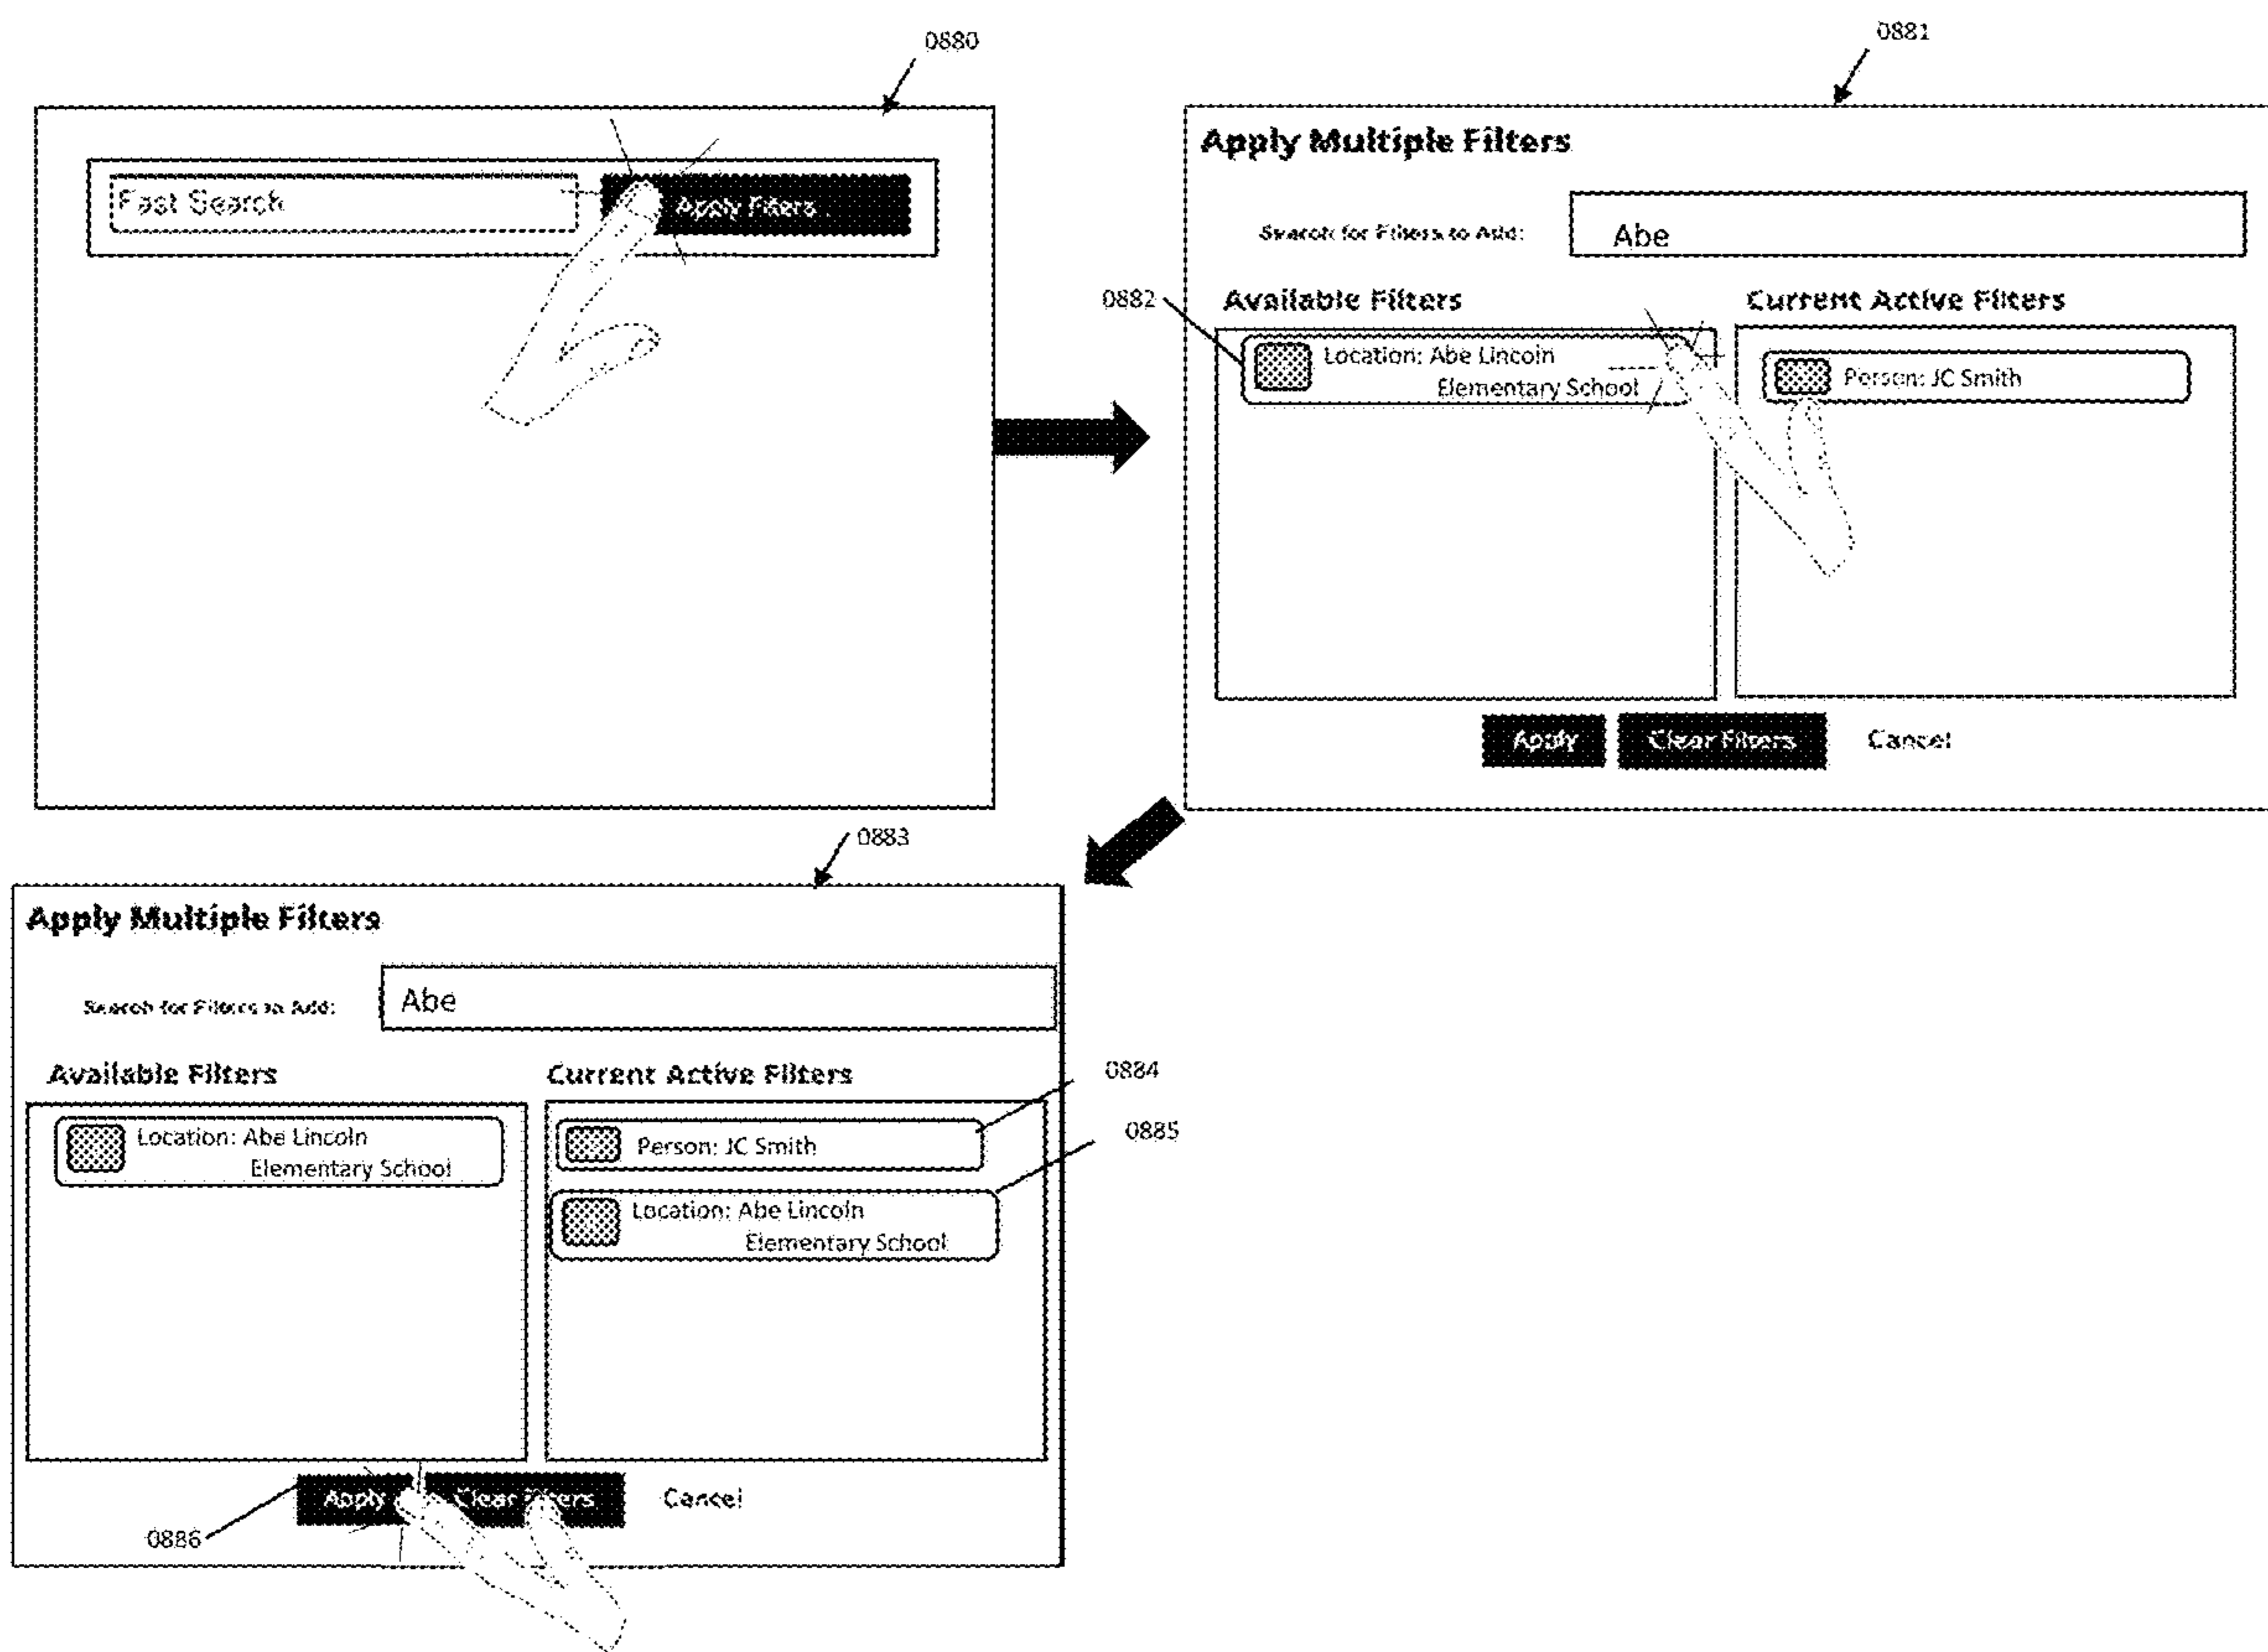 0880
Fast Search
Apply Filters
0881
Apply Multiple Filters
Search for Filters to Add:
Abe
0882
Available Filters
Current Active Filters
Location: Abe Lincoln
Elementary School
Person: JC Smith
Apply
Clear Filters
Cancel
0883
Apply Multiple Filters
Search for Filters to Add:
Abe
Available Filters
Current Active Filters
0884
0885
Location: Abe Lincoln
Elementary School
Person: JC Smith
Location: Abe Lincoln
Elementary School
Apply
Clear Filters
Cancel
0886